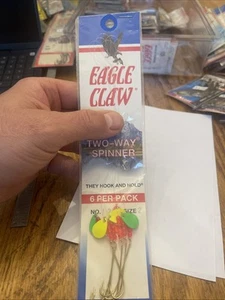 EAGLE
CLAW
TWO-WAY
SPINNER
THEY HOOK AND HOLD
6 PER PACK
NO.
SIZE